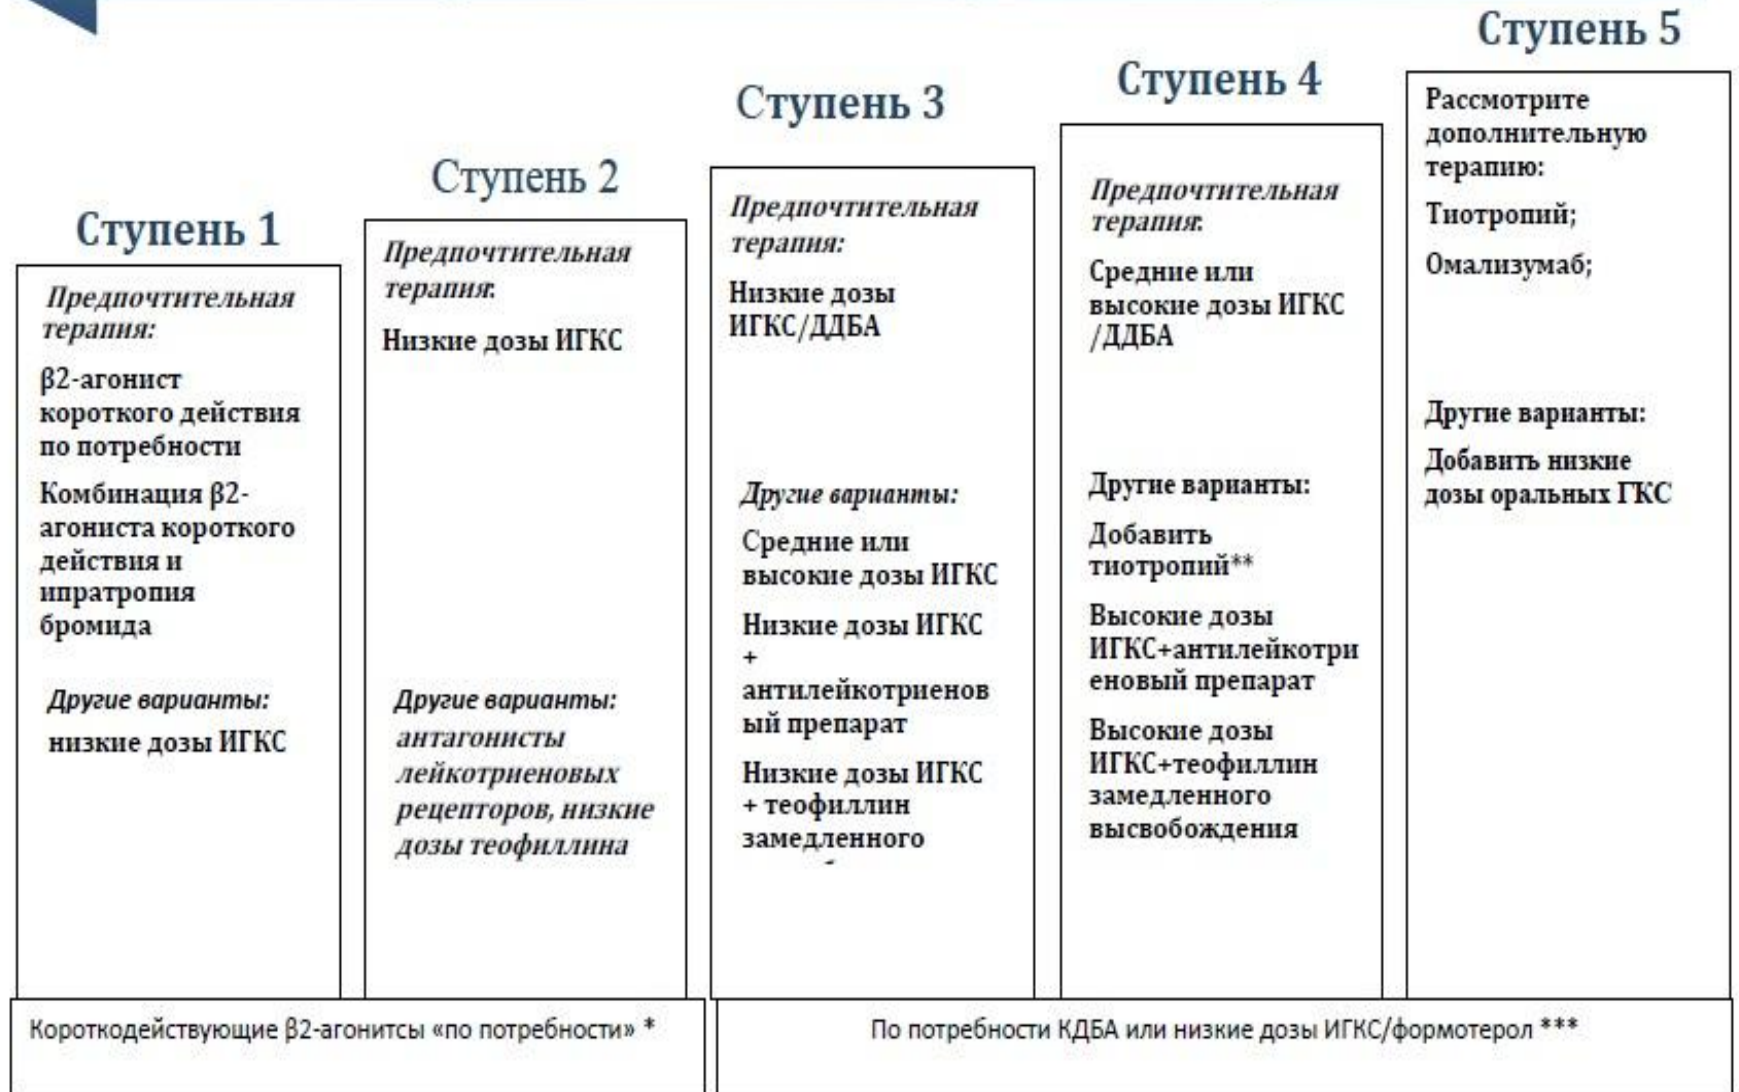 Ступень 1
Предпочтительная
терапия:
β2-агонист
короткого действия
по потребности
Комбинация β2-
агониста короткого
действия и
ипратропия
бромида
Другие варианты:
низкие дозы ИГКС
Ступень 2
Предпочтительная
терапия:
Низкие дозы ИГКС
Другие варианты:
антагонисты
лейкотриеновых
рецепторов, низкие
дозы теофиллина
Ступень 3
Предпочтительная
терапия:
Низкие дозы
ИГКС/ДДБА
Другие варианты:
Средние или
высокие дозы ИГКС
Низкие дозы ИГКС
+
антилейкотриенов
ый препарат
Низкие дозы ИГКС
+ теофиллин
замедленного
Ступень 4
Предпочтительная
терапия:
Средние или
высокие дозы ИГКС
/ДДБА
Другие варианты:
Добавить
тиотропий**
Высокие дозы
ИГКС+антилейкотри
еновый препарат
Высокие дозы
ИГКС+теофиллин
замедленного
высвобождения
Ступень 5
Рассмотрите
дополнительную
терапию:
Тиотропий;
Омализумаб;
Другие варианты:
Добавить низкие
дозы оральных ГКС
Короткодействующие β2-агонитсы «по потребности» *
По потребности КДБА или низкие дозы ИГКС/формотерол ***